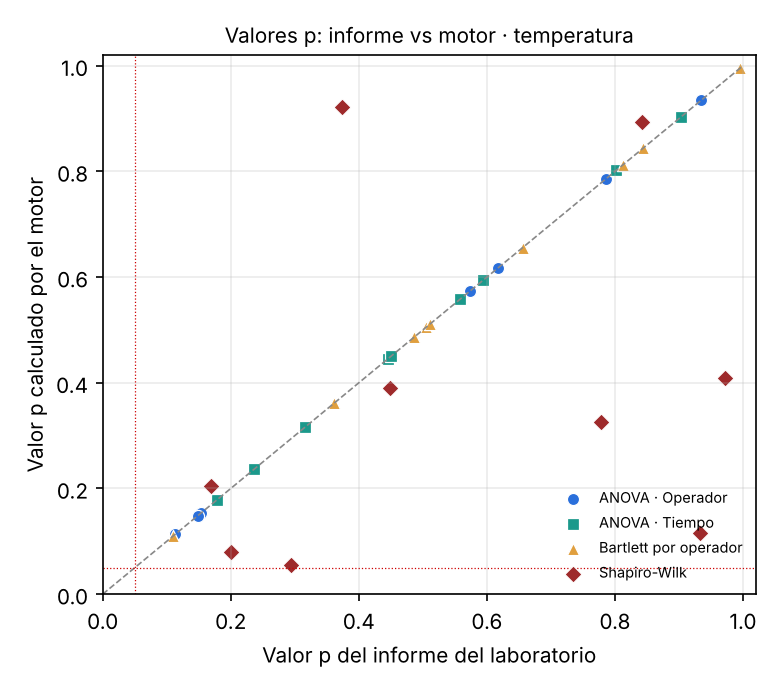 Valores p: informe vs motor · temperatura
Valor p calculado por el motor
1.0
0.8
0.6
0.4
0.2
0.0
ANOVA · Operador
ANOVA · Tiempo
Bartlett por operador
Shapiro-Wilk
0.0 0.2 0.4 0.6 0.8 1.0
Valor p del informe del laboratorio